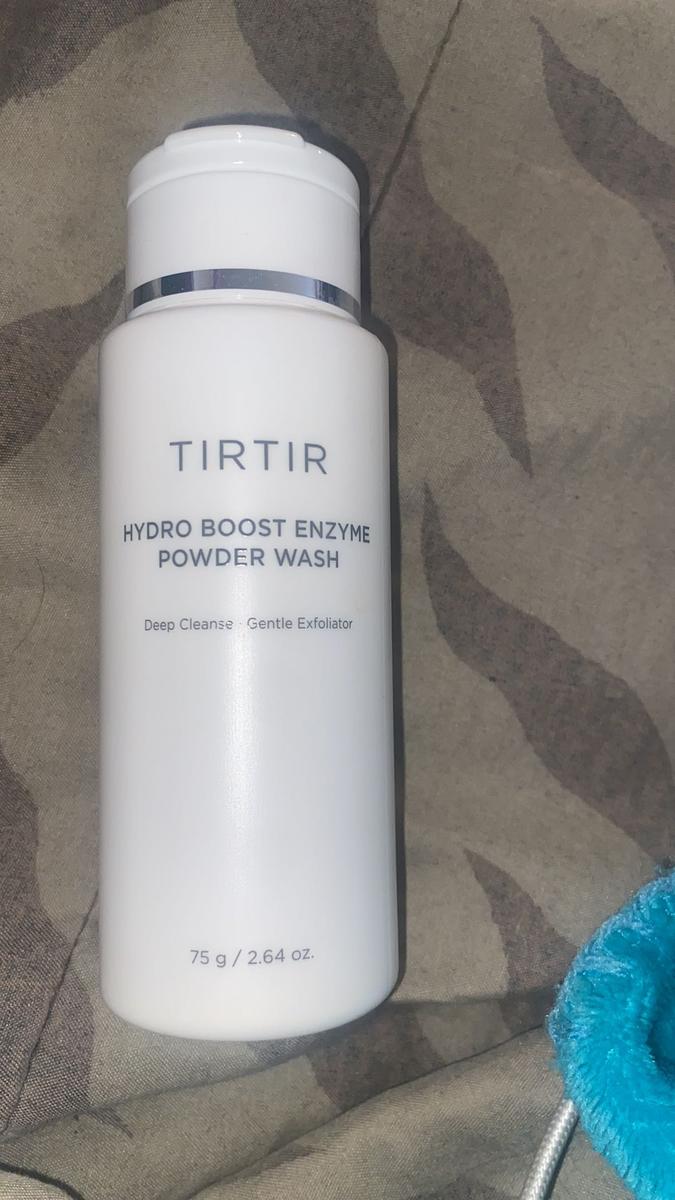 TIRTIR
HYDRO BOOST ENZYME
POWDER WASH
Deep Cleanse · Gentle Exfoliator
75 g / 2.64 oz.